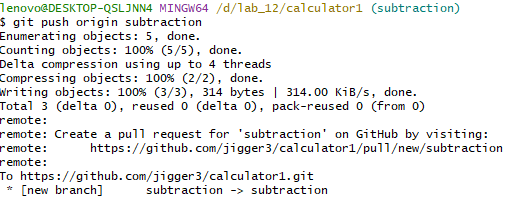 lenovo@DESKTOP-QSLJNN4 MINGW64 /d/lab_12/calculator1 (subtraction)
$ git push origin subtraction
Enumerating objects: 5, done.
Counting objects: 100% (5/5), done.
Delta compression using up to 4 threads
Compressing objects: 100% (2/2), done.
Writing objects: 100% (3/3), 314 bytes | 314.00 KiB/s, done.
Total 3 (delta 0), reused 0 (delta 0), pack-reused 0 (from 0)
remote:
remote: Create a pull request for 'subtraction' on GitHub by visiting:
remote:      https://github.com/jigger3/calculator1/pull/new/subtraction
remote:
To https://github.com/jigger3/calculator1.git
 * [new branch]      subtraction -> subtraction